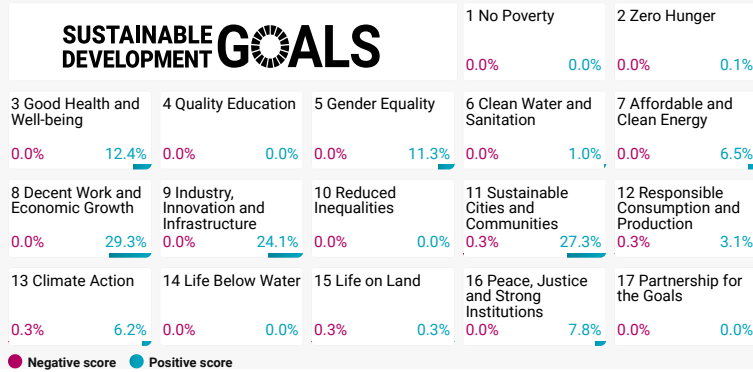 SUSTAINABLE
DEVELOPMENT
GOALS
1 No Poverty
0.0% 0.0%
2 Zero Hunger
0.0% 0.1%
3 Good Health and
Well-being
0.0% 12.4%
4 Quality Education
0.0% 0.0%
5 Gender Equality
0.0% 11.3%
6 Clean Water and
Sanitation
0.0% 1.0%
7 Affordable and
Clean Energy
0.0% 6.5%
8 Decent Work and
Economic Growth
0.0% 29.3%
9 Industry,
Innovation and
Infrastructure
0.0% 24.1%
10 Reduced
Inequalities
0.0% 0.0%
11 Sustainable
Cities and
Communities
0.3% 27.3%
12 Responsible
Consumption and
Production
0.3% 3.1%
13 Climate Action
0.3% 6.2%
14 Life Below Water
0.0% 0.0%
15 Life on Land
0.3% 0.3%
16 Peace, Justice
and Strong
Institutions
0.0% 7.8%
17 Partnership for
the Goals
0.0% 0.0%
Negative score Positive score